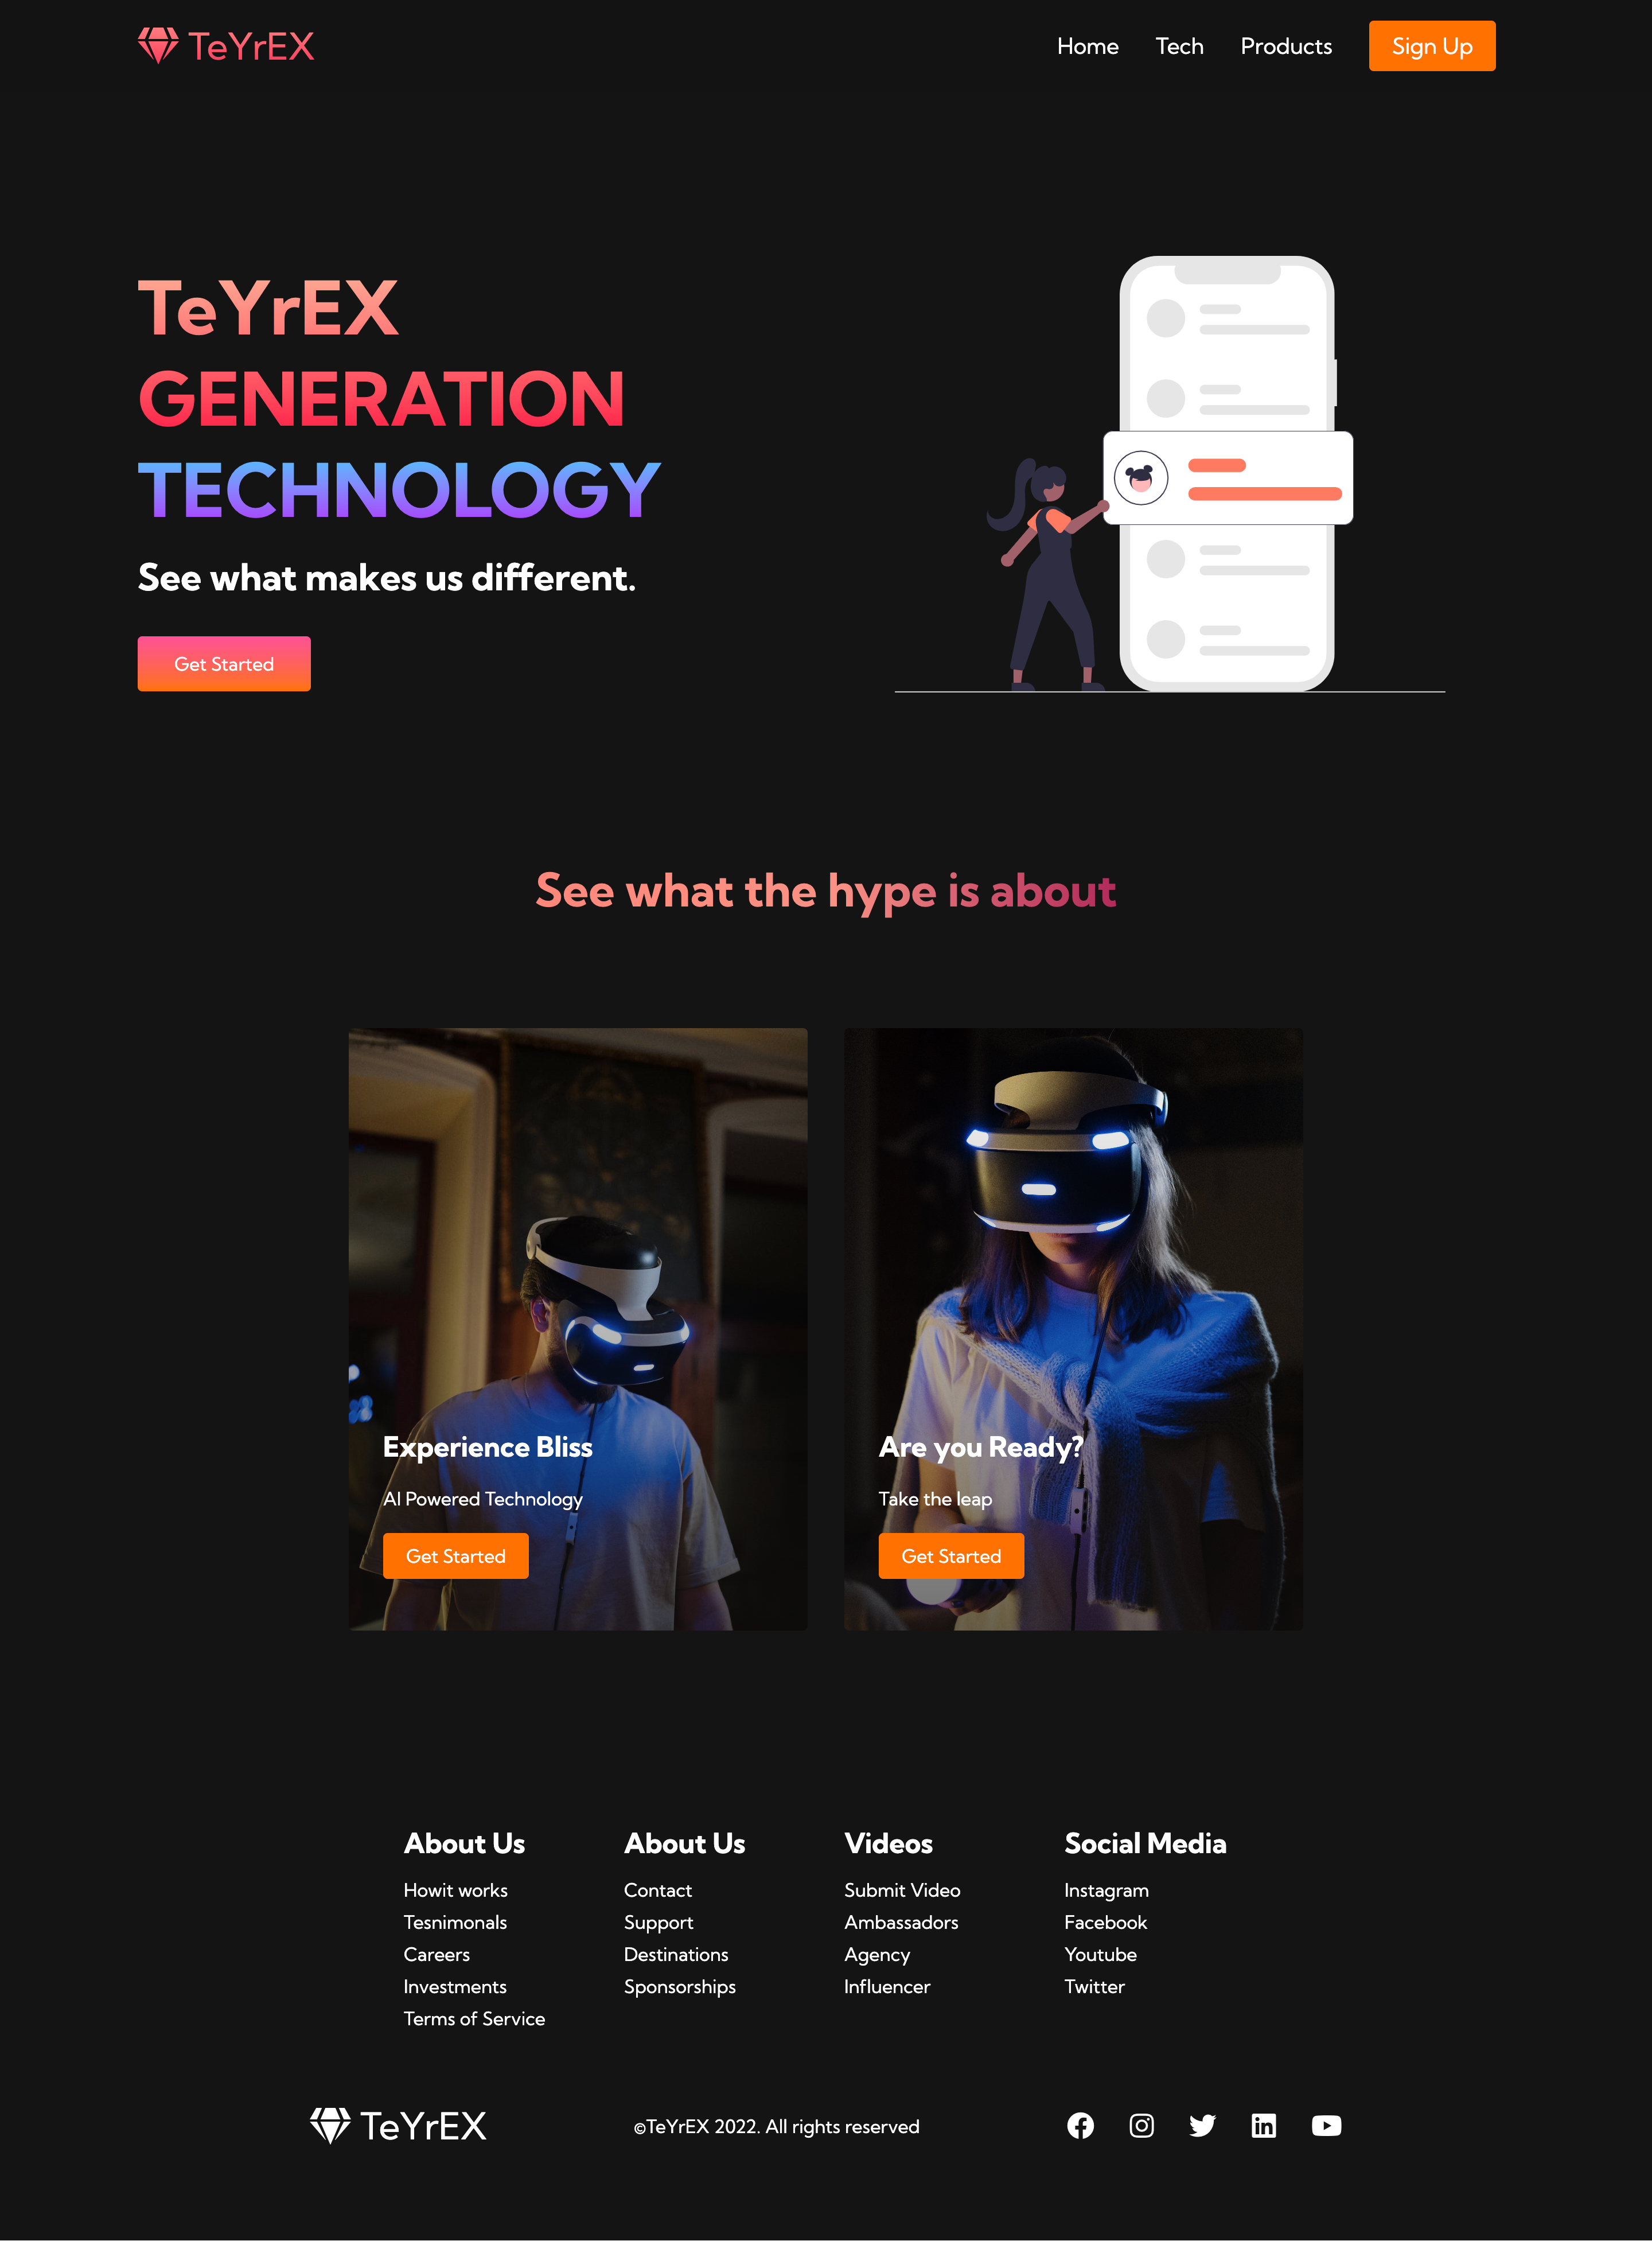 TeYrEX
Home Tech Products Sign Up
TeYrEX
GENERATION
TECHNOLOGY
See what makes us different.
Get Started
See what the hype is about
Experience Bliss
AI Powered Technology
Get Started
Are you Ready?
Take the leap
Get Started
About Us
Howit works
Tesnimonals
Careers
Investments
Terms of Service
About Us
Contact
Support
Destinations
Sponsorships
Videos
Submit Video
Ambassadors
Agency
Influencer
Social Media
Instagram
Facebook
Youtube
Twitter
TeYrEX
©TeYrEX 2022. All rights reserved